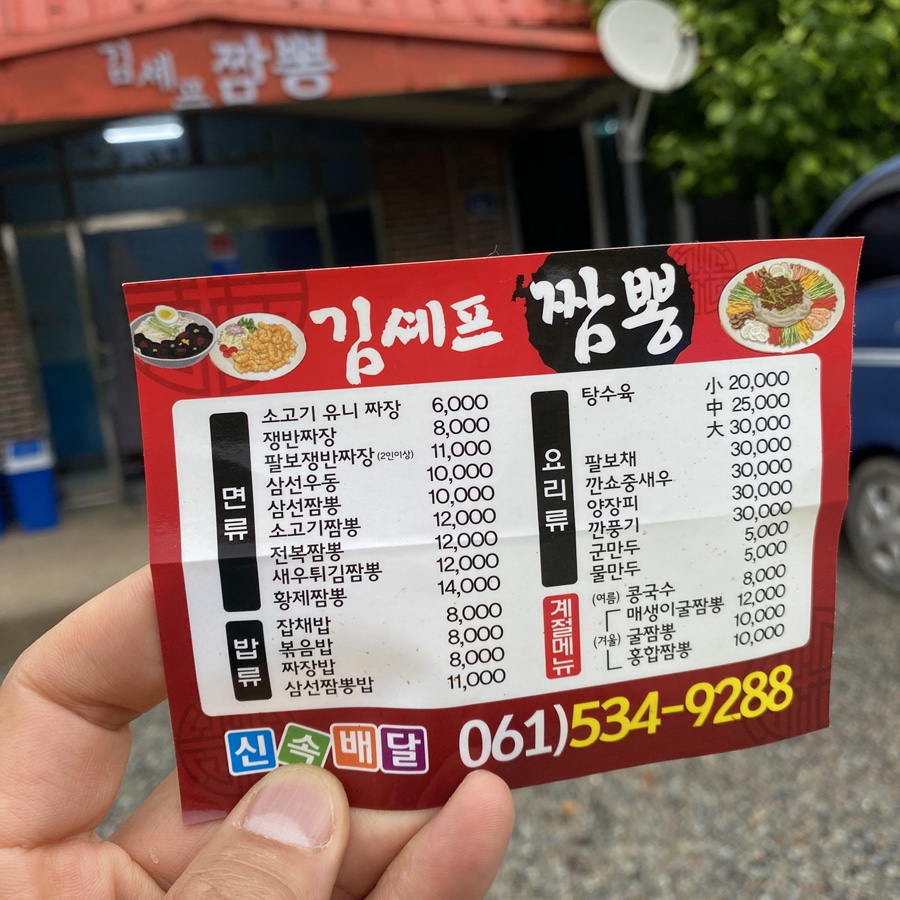 김셰프 짬뽕
김셰프 짬뽕
면류
소고기 유니 짜장 6,000
쟁반짜장 8,000
팔보쟁반짜장 (2인이상) 11,000
삼선우동 10,000
삼선짬뽕 10,000
소고기짬뽕 12,000
전복짬뽕 12,000
새우튀김짬뽕 12,000
황제짬뽕 14,000
밥류
잡채밥 8,000
볶음밥 8,000
짜장밥 8,000
삼선짬뽕밥 11,000
요리류
탕수육 小 20,000
中 25,000
大 30,000
팔보채 30,000
깐쇼중새우 30,000
양장피 30,000
깐풍기 30,000
군만두 5,000
물만두 5,000
계절메뉴
(여름) 콩국수 8,000
매생이굴짬뽕 12,000
(겨울) 굴짬뽕 10,000
홍합짬뽕 10,000
신속배달 061)534-9288